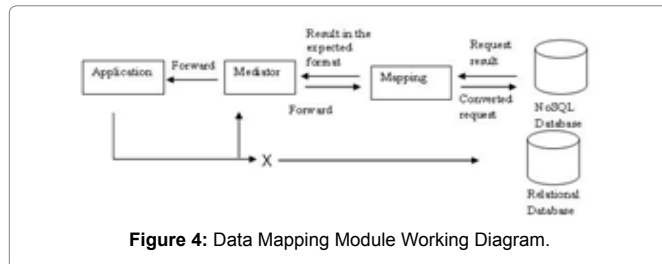 Result in the
expected
format
Request
result
Forward
Application
Mediator
Mapping
Forward
Converted
request
NoSQL
Database
X
Relational
Database
Figure 4: Data Mapping Module Working Diagram.